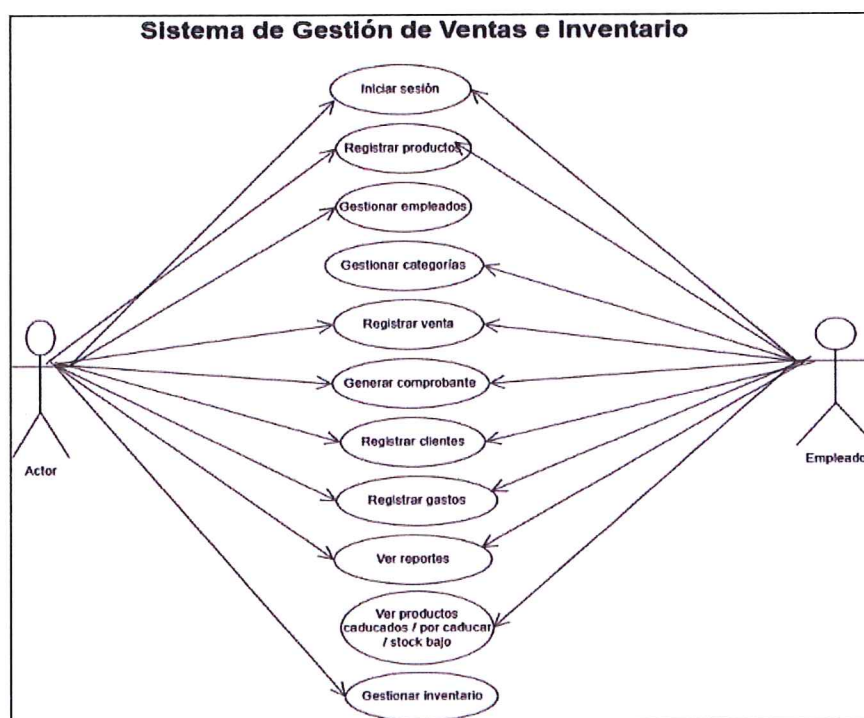 Sistema de Gestión de Ventas e Inventario
Iniciar sesión
Registrar productos
Gestionar empleados
Gestionar categorías
Registrar venta
Generar comprobante
Registrar clientes
Actor
Empleado
Registrar gastos
Ver reportes
Ver productos
caducados / por caducar
/ stock bajo
Gestionar inventario